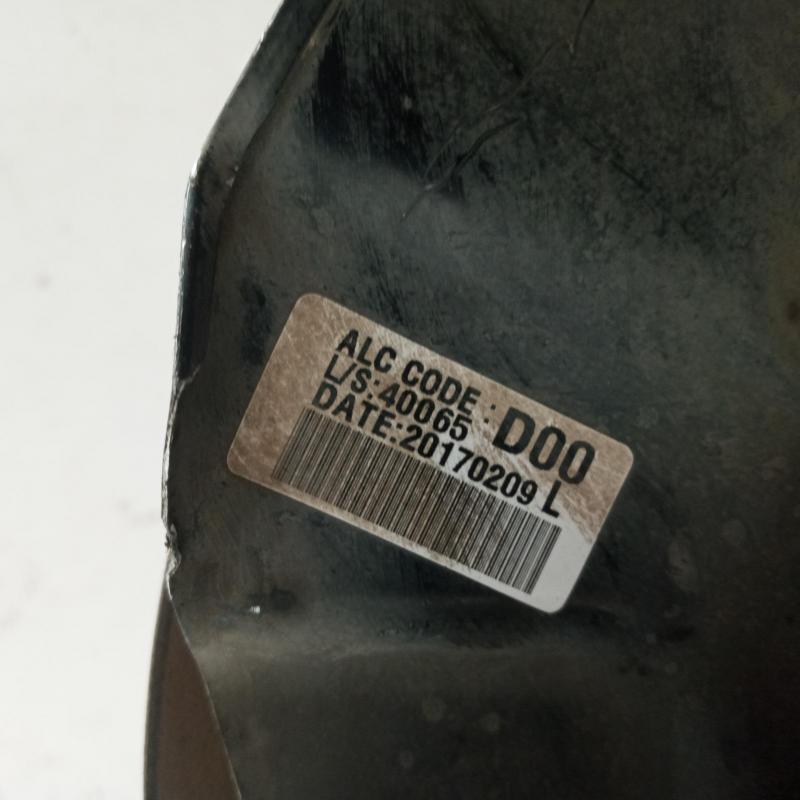 ALC CODE : D00
L/S:40065
DATE:20170209 L